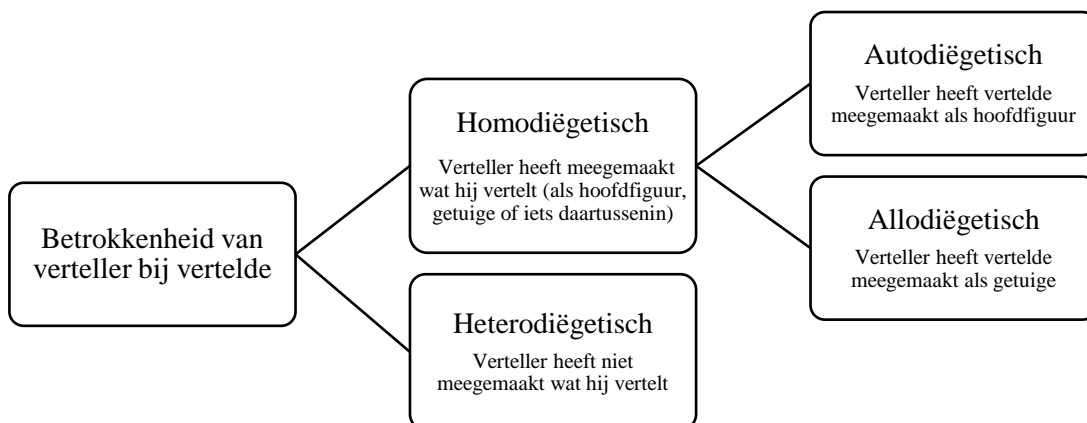 Betrokkenheid van
verteller bij vertelde
Homodiëgetisch
Verteller heeft meegemaakt
wat hij vertelt (als hoofdfiguur,
getuige of iets daartussenin)
Autodiëgetisch
Verteller heeft vertelde
meegemaakt als hoofdfiguur
Allodiëgetisch
Verteller heeft vertelde
meegemaakt als getuige
Heterodiëgetisch
Verteller heeft niet
meegemaakt wat hij vertelt